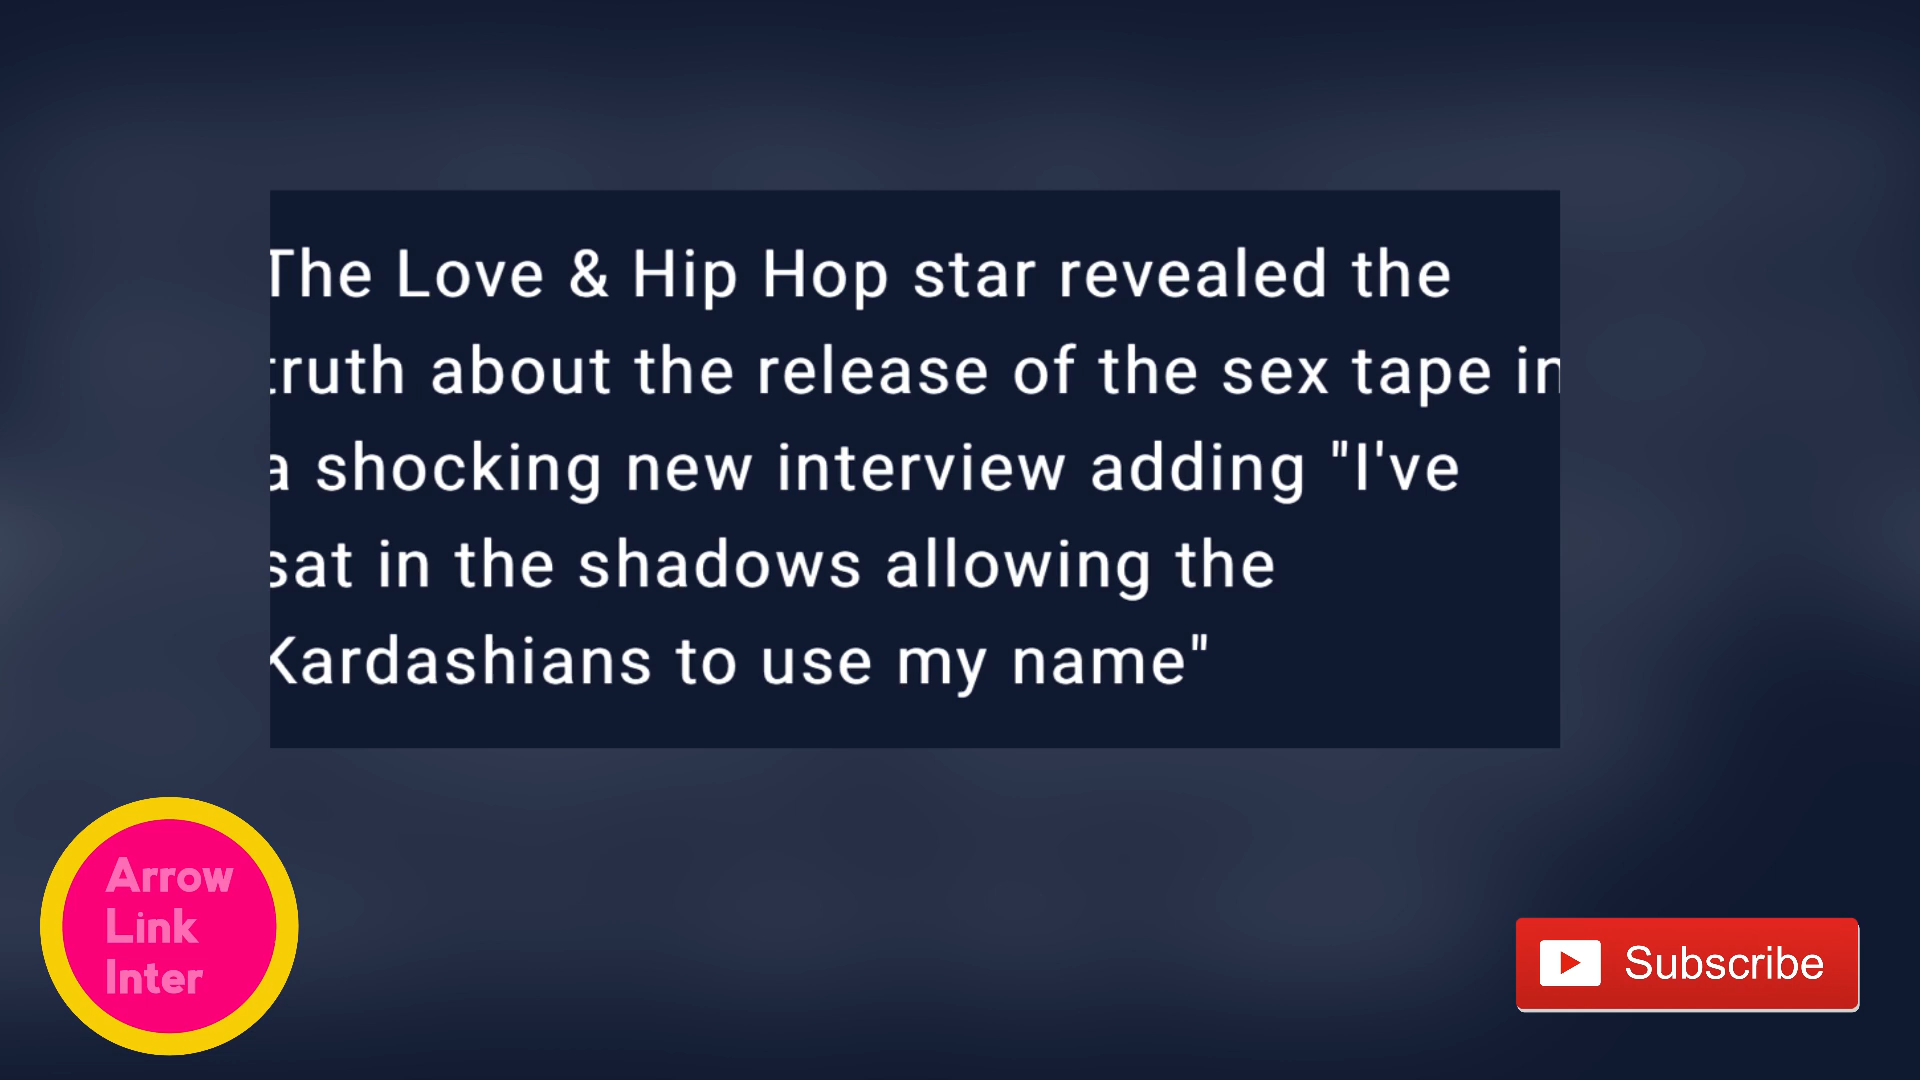 The Love & Hip Hop star revealed the
truth about the release of the sex tape in
a shocking new interview adding "I've
sat in the shadows allowing the
Kardashians to use my name"
Arrow
Link
Inter
Subscribe